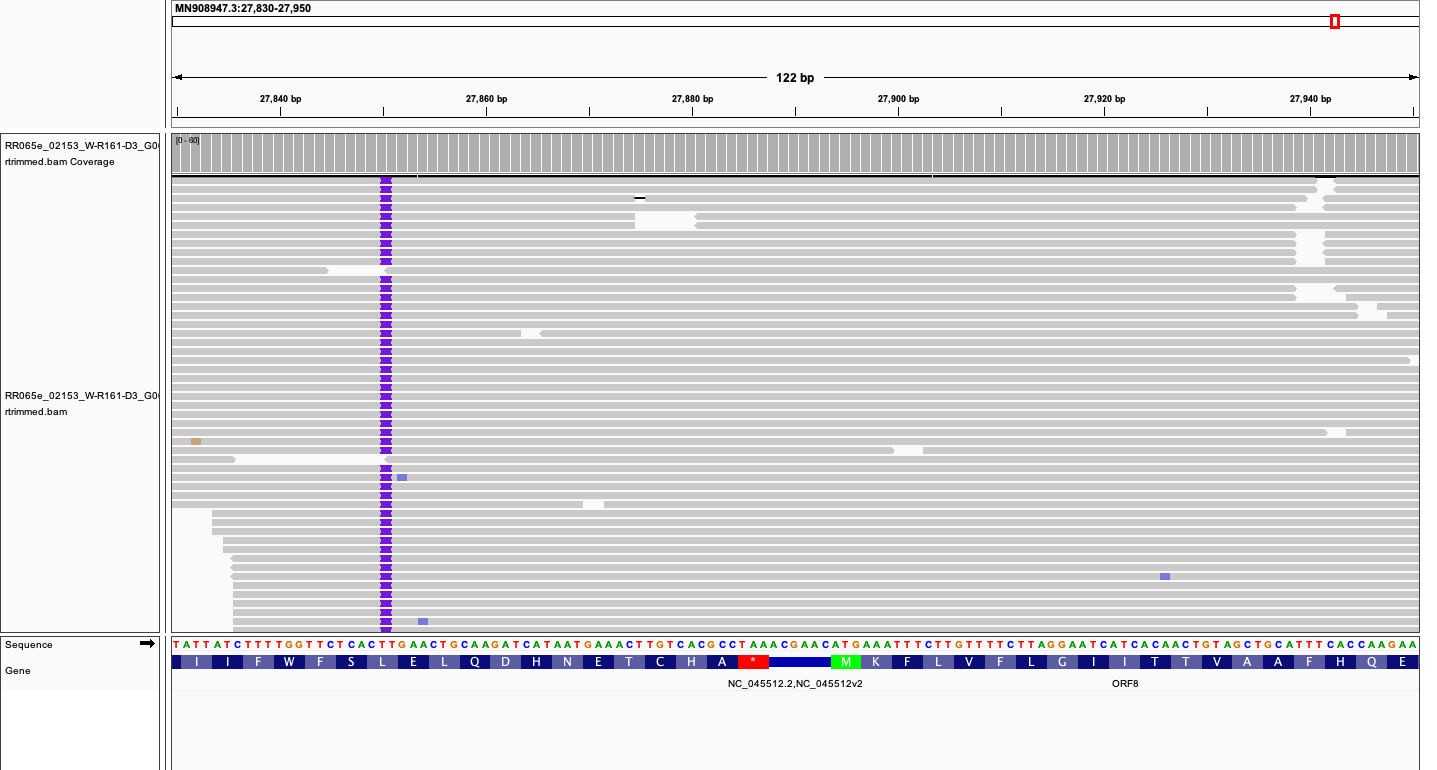 MN908947.3:27,830-27,950
122 bp
27,840 bp 27,860 bp 27,880 bp 27,900 bp 27,920 bp 27,940 bp
RR065e_02153_W-R161-D3_G0
rtrimmed.bam Coverage
[0 - 60]
RR065e_02153_W-R161-D3_G0
rtrimmed.bam
Sequence
TATTATCTTTTGGTTCTCACTTGAACTGCAAGATCATAATGAAACTTGTCACGCCTAAACGAACATGAAATTTCTTGTTTTCTTAGGAATCATCACAACTGTAGCTGCATTTCACCAAGAA
Gene
I I F W F S L E L Q D H N E T C H A * M K F L V F L G I I T T V A A F H Q E
NC_045512.2,NC_045512v2 ORF8